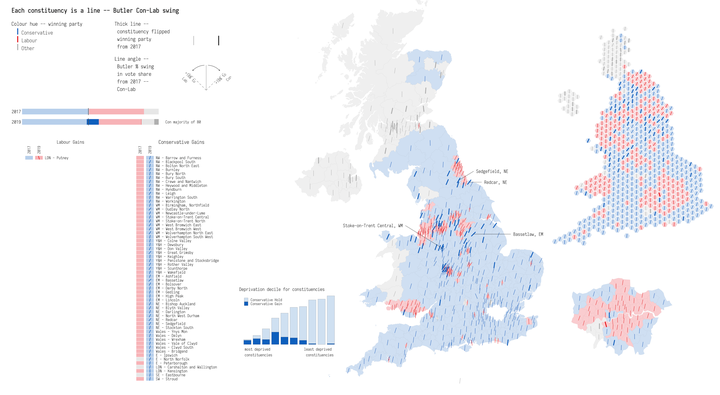 Each constituency is a line -- Butler Con-Lab swing
Colour hue -- winning party
Conservative
Labour
Other
Thick line --
constituency flipped
winning party
from 2017
Line angle --
Butler % swing
in vote share
from 2017 --
Con-Lab
2017
2019
Con majority of 80
Labour Gains
2017
2019
LDN - Putney
Conservative Gains
2017
2019
NW - Barrow and Furness
NW - Blackpool South
NW - Bolton North East
NW - Burnley
NW - Bury North
NW - Bury South
NW - Crewe and Nantwich
NW - Heywood and Middleton
NW - Hyndburn
NW - Leigh
NW - Warrington South
NW - Workington
WM - Birmingham, Northfield
WM - Dudley North
WM - Newcastle-under-Lyme
WM - Stoke-on-Trent Central
WM - Stoke-on-Trent North
WM - West Bromwich East
WM - West Bromwich West
WM - Wolverhampton North East
WM - Wolverhampton South West
Y&H - Colne Valley
Y&H - Dewsbury
Y&H - Don Valley
Y&H - Great Grimsby
Y&H - Keighley
Y&H - Penistone and Stocksbridge
Y&H - Rother Valley
Y&H - Scunthorpe
Y&H - Wakefield
EM - Ashfield
EM - Bassetlaw
EM - Bolsover
EM - Derby North
EM - Gedling
EM - High Peak
EM - Lincoln
NE - Bishop Auckland
NE - Blyth Valley
NE - Darlington
NE - North West Durham
NE - Redcar
NE - Sedgefield
NE - Stockton South
Wales - Ynys Mon
Wales - Delyn
Wales - Wrexham
Wales - Vale of Clwyd
Wales - Clwyd South
Wales - Bridgend
E - Ipswich
E - North Norfolk
E - Peterborough
LDN - Carshalton and Wallington
LDN - Kensington
SE - Eastbourne
SW - Stroud
Deprivation decile for constituencies
Conservative Hold
Conservative Gain
Most deprived
constituencies
least deprived
constituencies
Sedgefield, NE
Redcar, NE
Stoke-on-Trent Central, WM
Bassetlaw, EM